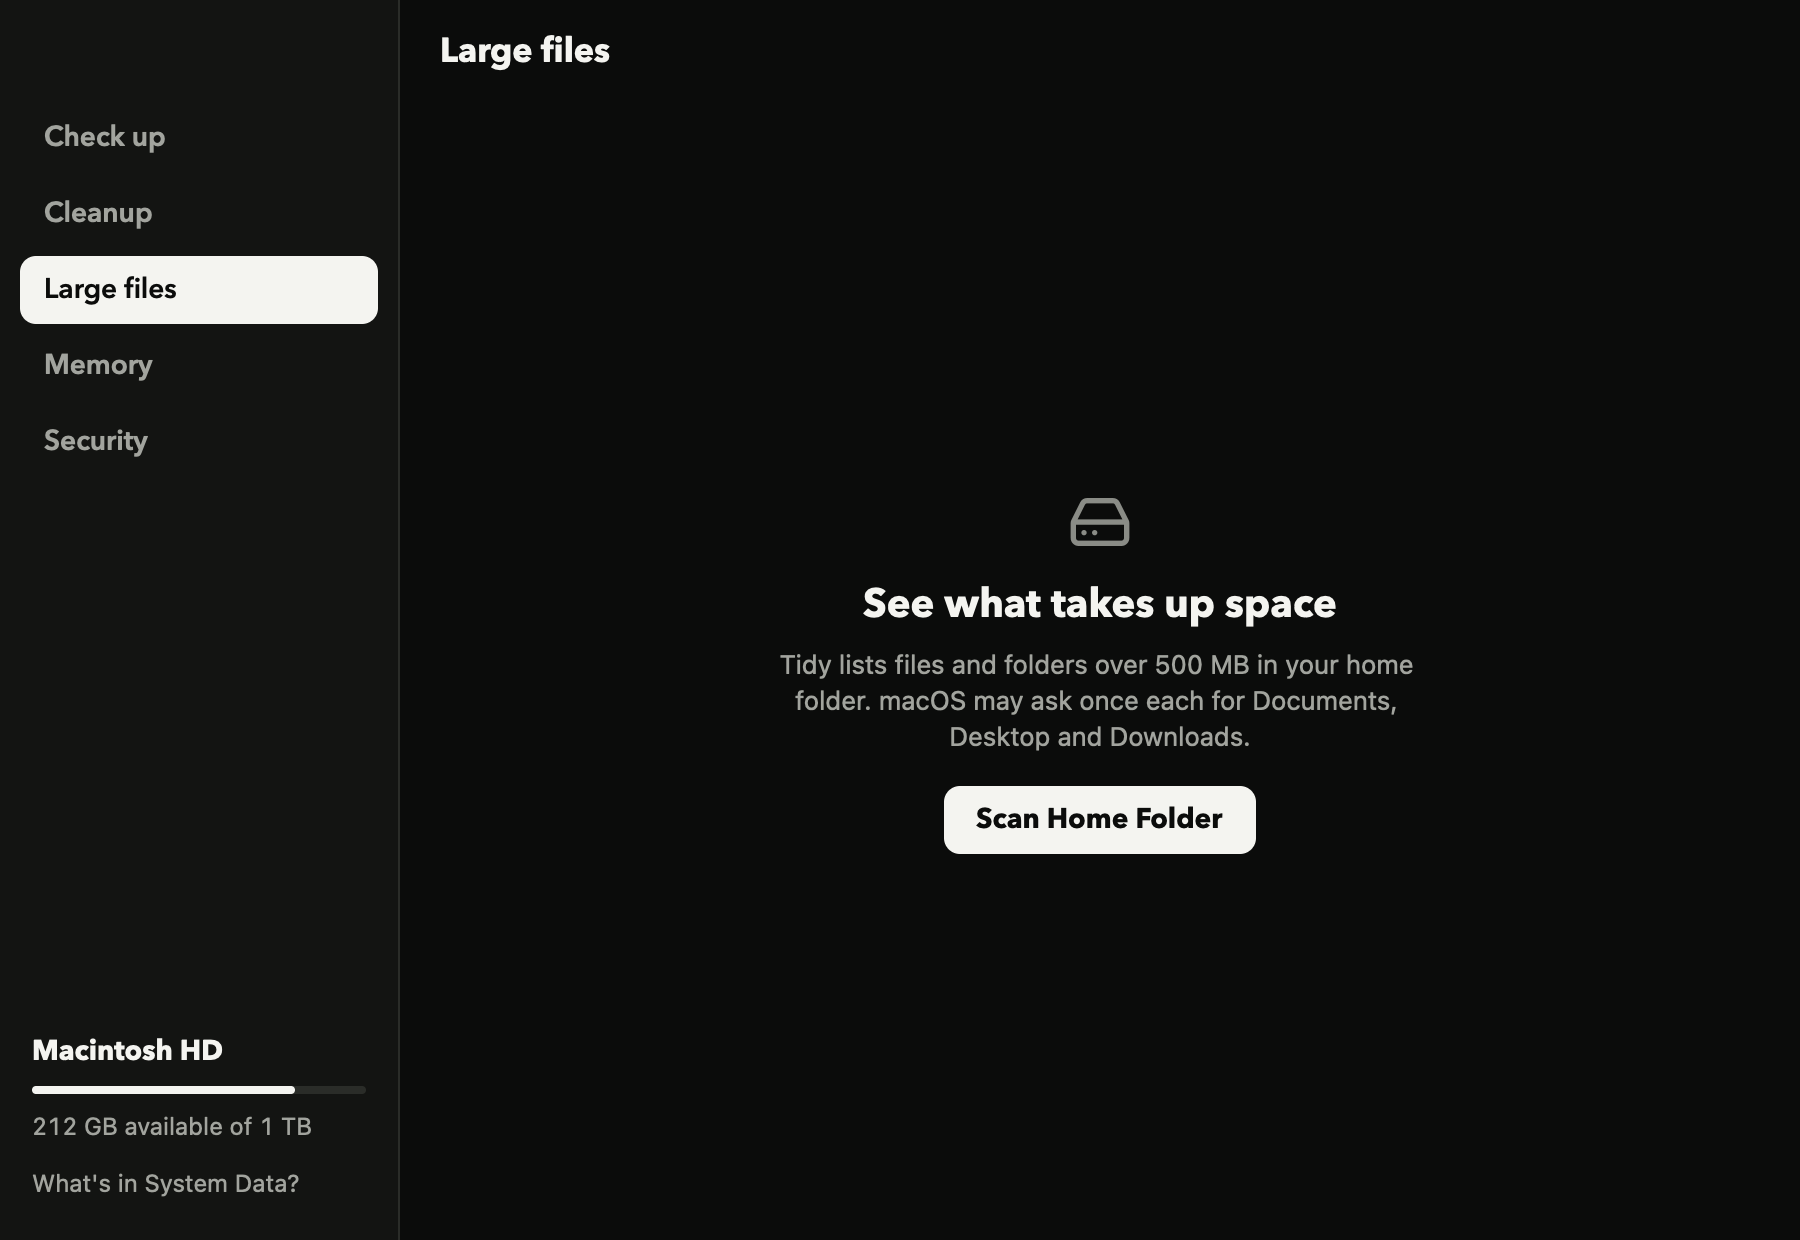 Large files
Check up
Cleanup
Large files
Memory
Security
See what takes up space
Tidy lists files and folders over 500 MB in your home
folder. macOS may ask once each for Documents,
Desktop and Downloads.
Scan Home Folder
Macintosh HD
212 GB available of 1 TB
What's in System Data?